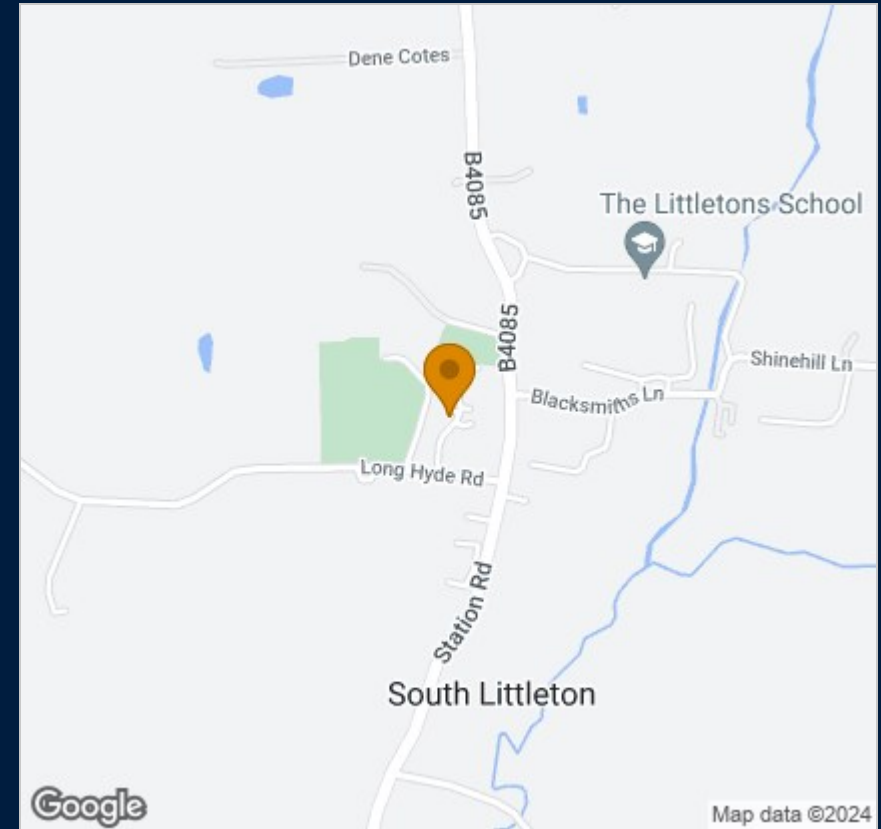 Dene Cotes
B4085
The Littletons School
B4085
Shinehill Ln
Blacksmiths Ln
Long Hyde Rd
Station Rd
South Littleton
Google
Map data ©2024